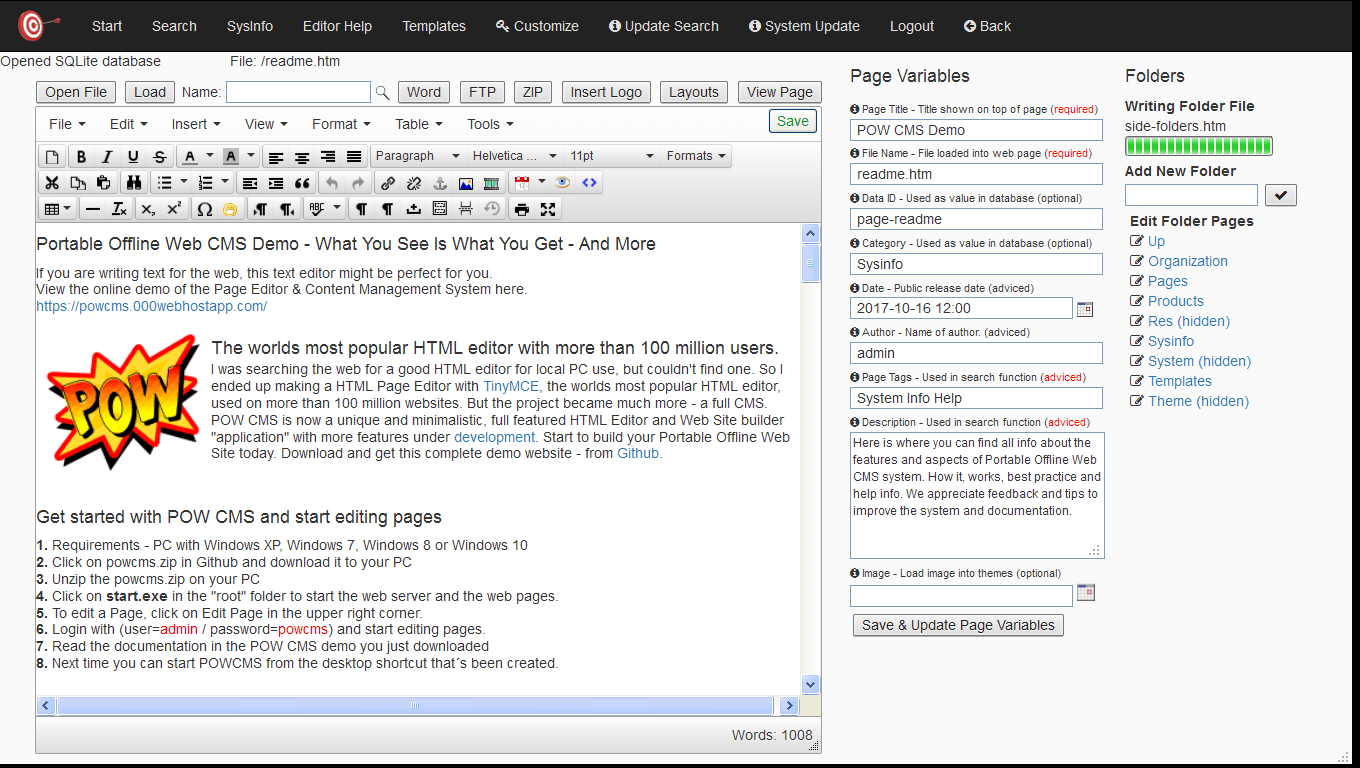 Start Search SysInfo Editor Help Templates Customize Update Search System Update Logout Back
Opened SQLite database File: /readme.htm
Open File Load Name: Word FTP ZIP Insert Logo Layouts View Page
File Edit Insert View Format Table Tools Save
B I U S A A Paragraph Helvetica ... 11pt Formats
Portable Offline Web CMS Demo - What You See Is What You Get - And More
If you are writing text for the web, this text editor might be perfect for you.
View the online demo of the Page Editor & Content Management System here.
https://powcms.000webhostapp.com/
POW
The worlds most popular HTML editor with more than 100 million users.
I was searching the web for a good HTML editor for local PC use, but couldn't find one. So I
ended up making a HTML Page Editor with TinyMCE, the worlds most popular HTML editor,
used on more than 100 million websites. But the project became much more - a full CMS.
POW CMS is now a unique and minimalistic, full featured HTML Editor and Web Site builder
"application" with more features under development. Start to build your Portable Offline Web
Site today. Download and get this complete demo website - from Github.
Get started with POW CMS and start editing pages
1. Requirements - PC with Windows XP, Windows 7, Windows 8 or Windows 10
2. Click on powcms.zip in Github and download it to your PC
3. Unzip the powcms.zip on your PC
4. Click on start.exe in the "root" folder to start the web server and the web pages.
5. To edit a Page, click on Edit Page in the upper right corner.
6. Login with (user=admin / password=powcms) and start editing pages.
7. Read the documentation in the POW CMS demo you just downloaded
8. Next time you can start POWCMS from the desktop shortcut that´s been created.
Words: 1008
Page Variables
Page Title - Title shown on top of page (required)
POW CMS Demo
File Name - File loaded into web page (required)
readme.htm
Data ID - Used as value in database (optional)
page-readme
Category - Used as value in database (optional)
Sysinfo
Date - Public release date (adviced)
2017-10-16 12:00
Author - Name of author. (adviced)
admin
Page Tags - Used in search function (adviced)
System Info Help
Description - Used in search function (adviced)
Here is where you can find all info about the
features and aspects of Portable Offline Web
CMS system. How it, works, best practice and
help info. We appreciate feedback and tips to
improve the system and documentation.
Image - Load image into themes (optional)
Save & Update Page Variables
Folders
Writing Folder File
side-folders.htm
Add New Folder
Edit Folder Pages
Up
Organization
Pages
Products
Res (hidden)
Sysinfo
System (hidden)
Templates
Theme (hidden)